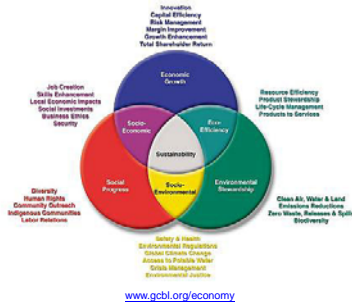 Innovation
Capital Efficiency
Risk Management
Margin Improvement
Growth Enhancement
Total Shareholder Return
Economic
Growth
Job Creation
Skills Enhancement
Local Economic Impacts
Social Investments
Business Ethics
Security
Resource Efficiency
Product Stewardship
Life-Cycle Management
Products to Services
Socio-
Economic
Eco-
Efficiency
Sustainability
Social
Progress
Socio-
Environmental
Environmental
Stewardship
Diversity
Human Rights
Community Outreach
Indigenous Communities
Labor Relations
Clean Air, Water & Land
Emissions Reductions
Zero Waste, Releases & Spills
Biodiversity
Safety & Health
Environmental Regulations
Global Climate Change
Access to Potable Water
Crisis Management
Environmental Justice
www.gcbl.org/economy